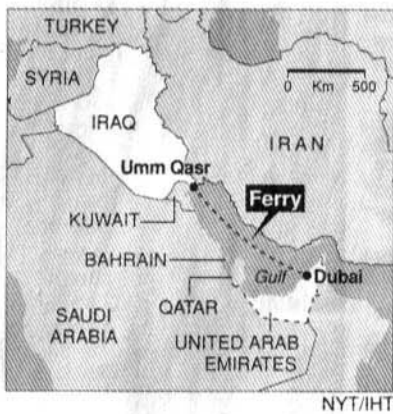 TURKEY
SYRIA
IRAQ
IRAN
0 Km 500
Umm Qasr
Ferry
KUWAIT
BAHRAIN
Gulf
Dubai
QATAR
SAUDI
ARABIA
UNITED ARAB
EMIRATES
NYT/IHT